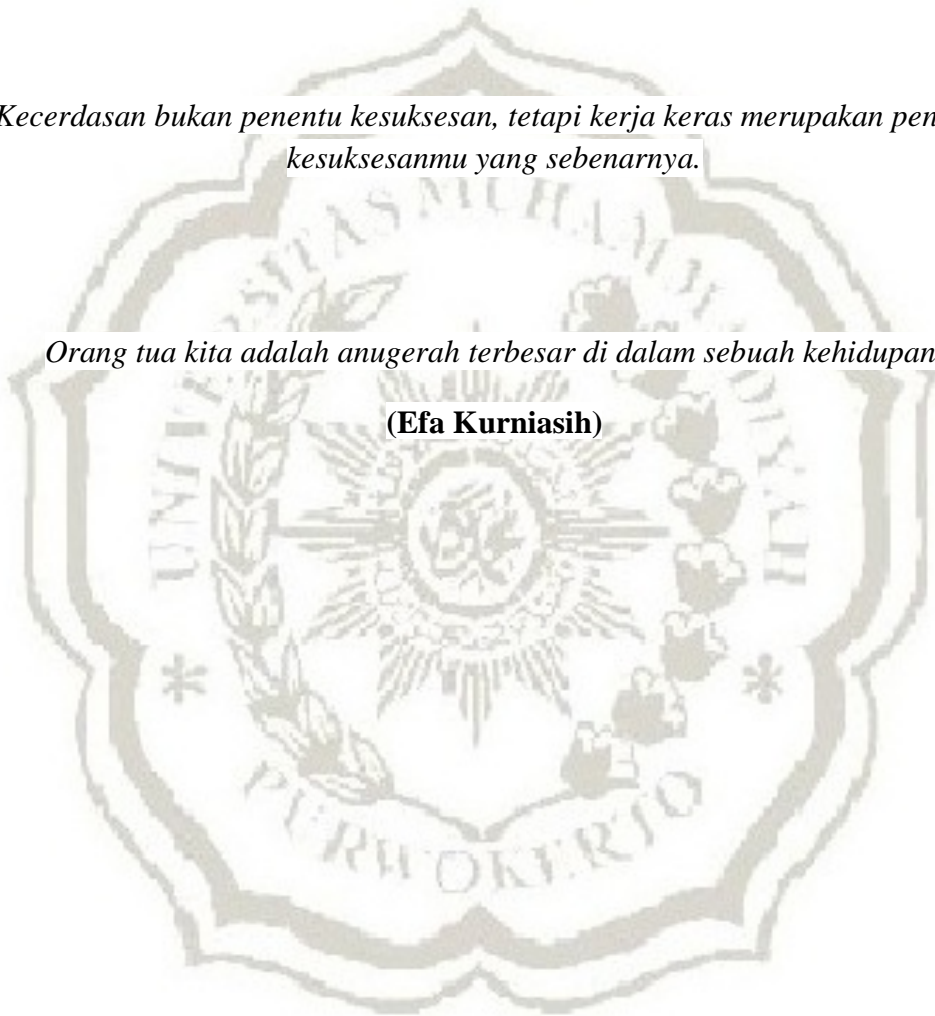 Kecerdasan bukan penentu kesuksesan, tetapi kerja keras merupakan pen
kesuksesanmu yang sebenarnya.
Orang tua kita adalah anugerah terbesar di dalam sebuah kehidupan
(Efa Kurniasih)
UNIVERSITAS MUHAMMADIYAH
PURWOKERTO